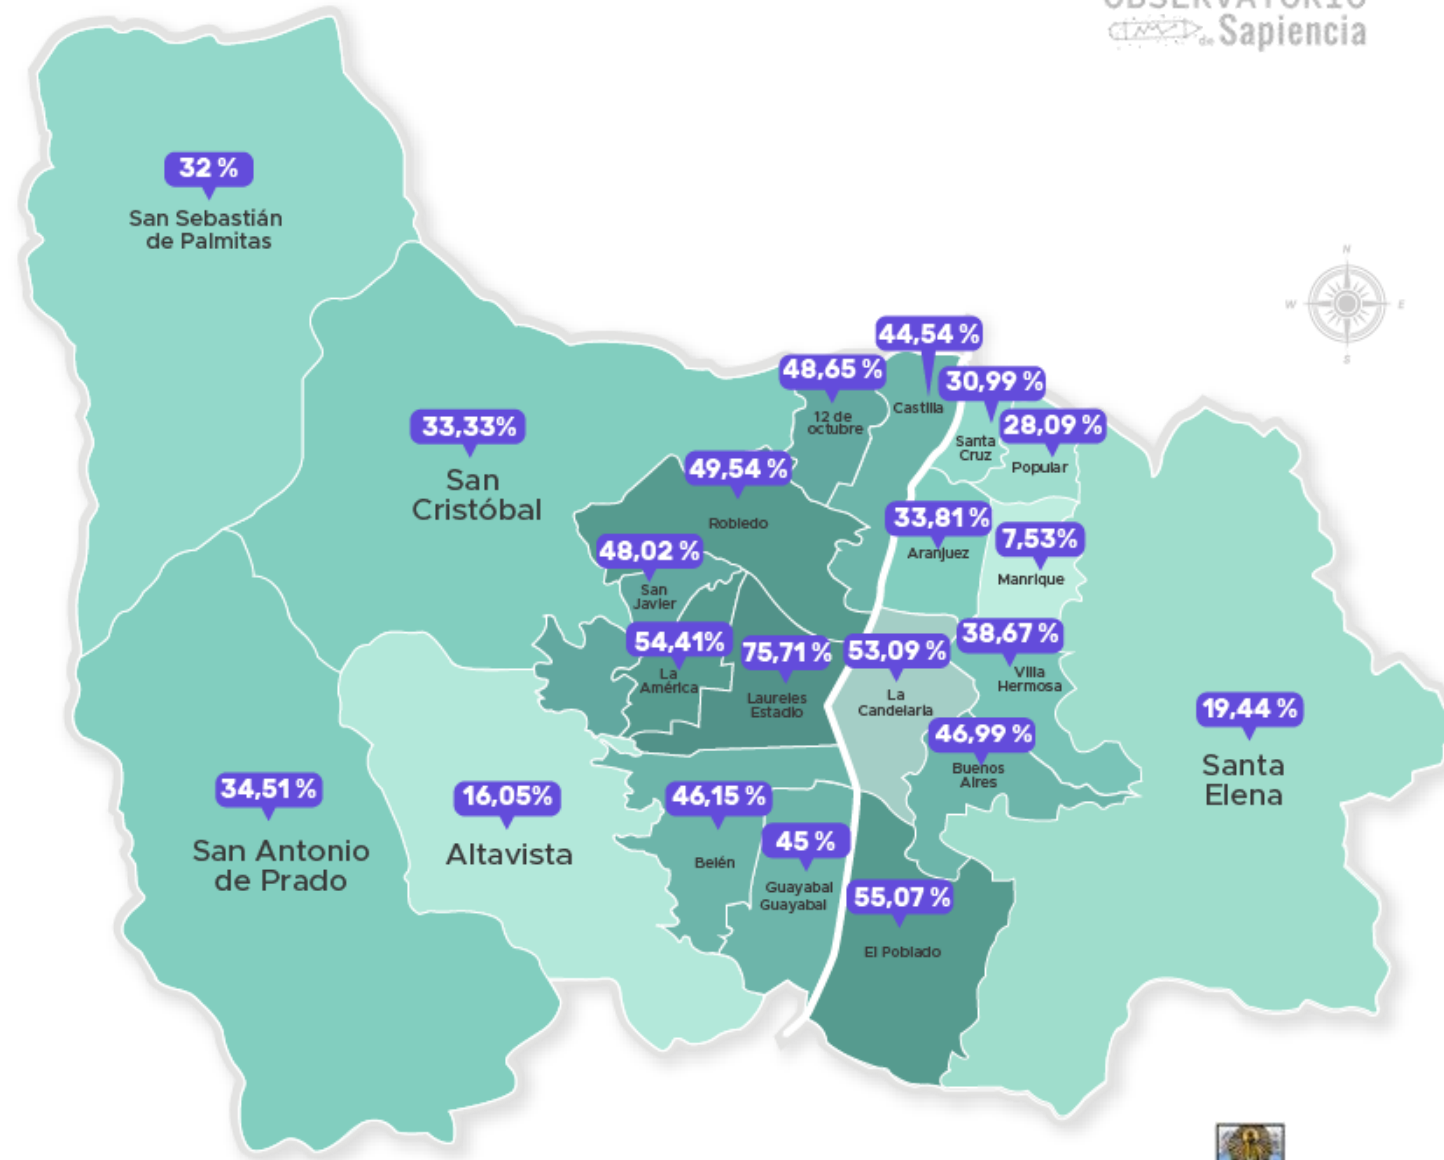 OBSERVATORIO
de Sapiencia
32 %
San Sebastián
de Palmitas
N
W
E
S
44,54 %
Castilla
48,65 %
12 de
octubre
30,99 %
Santa
Cruz
28,09 %
Popular
33,33%
San
Cristóbal
49,54 %
Robledo
33,81 %
Aranjuez
7,53%
Manrique
48,02 %
San
Javier
54,41%
La
América
75,71 %
Laureles
Estadio
53,09 %
La
Candelaria
38,67 %
Villa
Hermosa
46,99 %
Buenos
Aires
19,44 %
Santa
Elena
34,51 %
San Antonio
de Prado
16,05%
Altavista
46,15 %
Belén
45 %
Guayabal
Guayabal
55,07 %
El Poblado